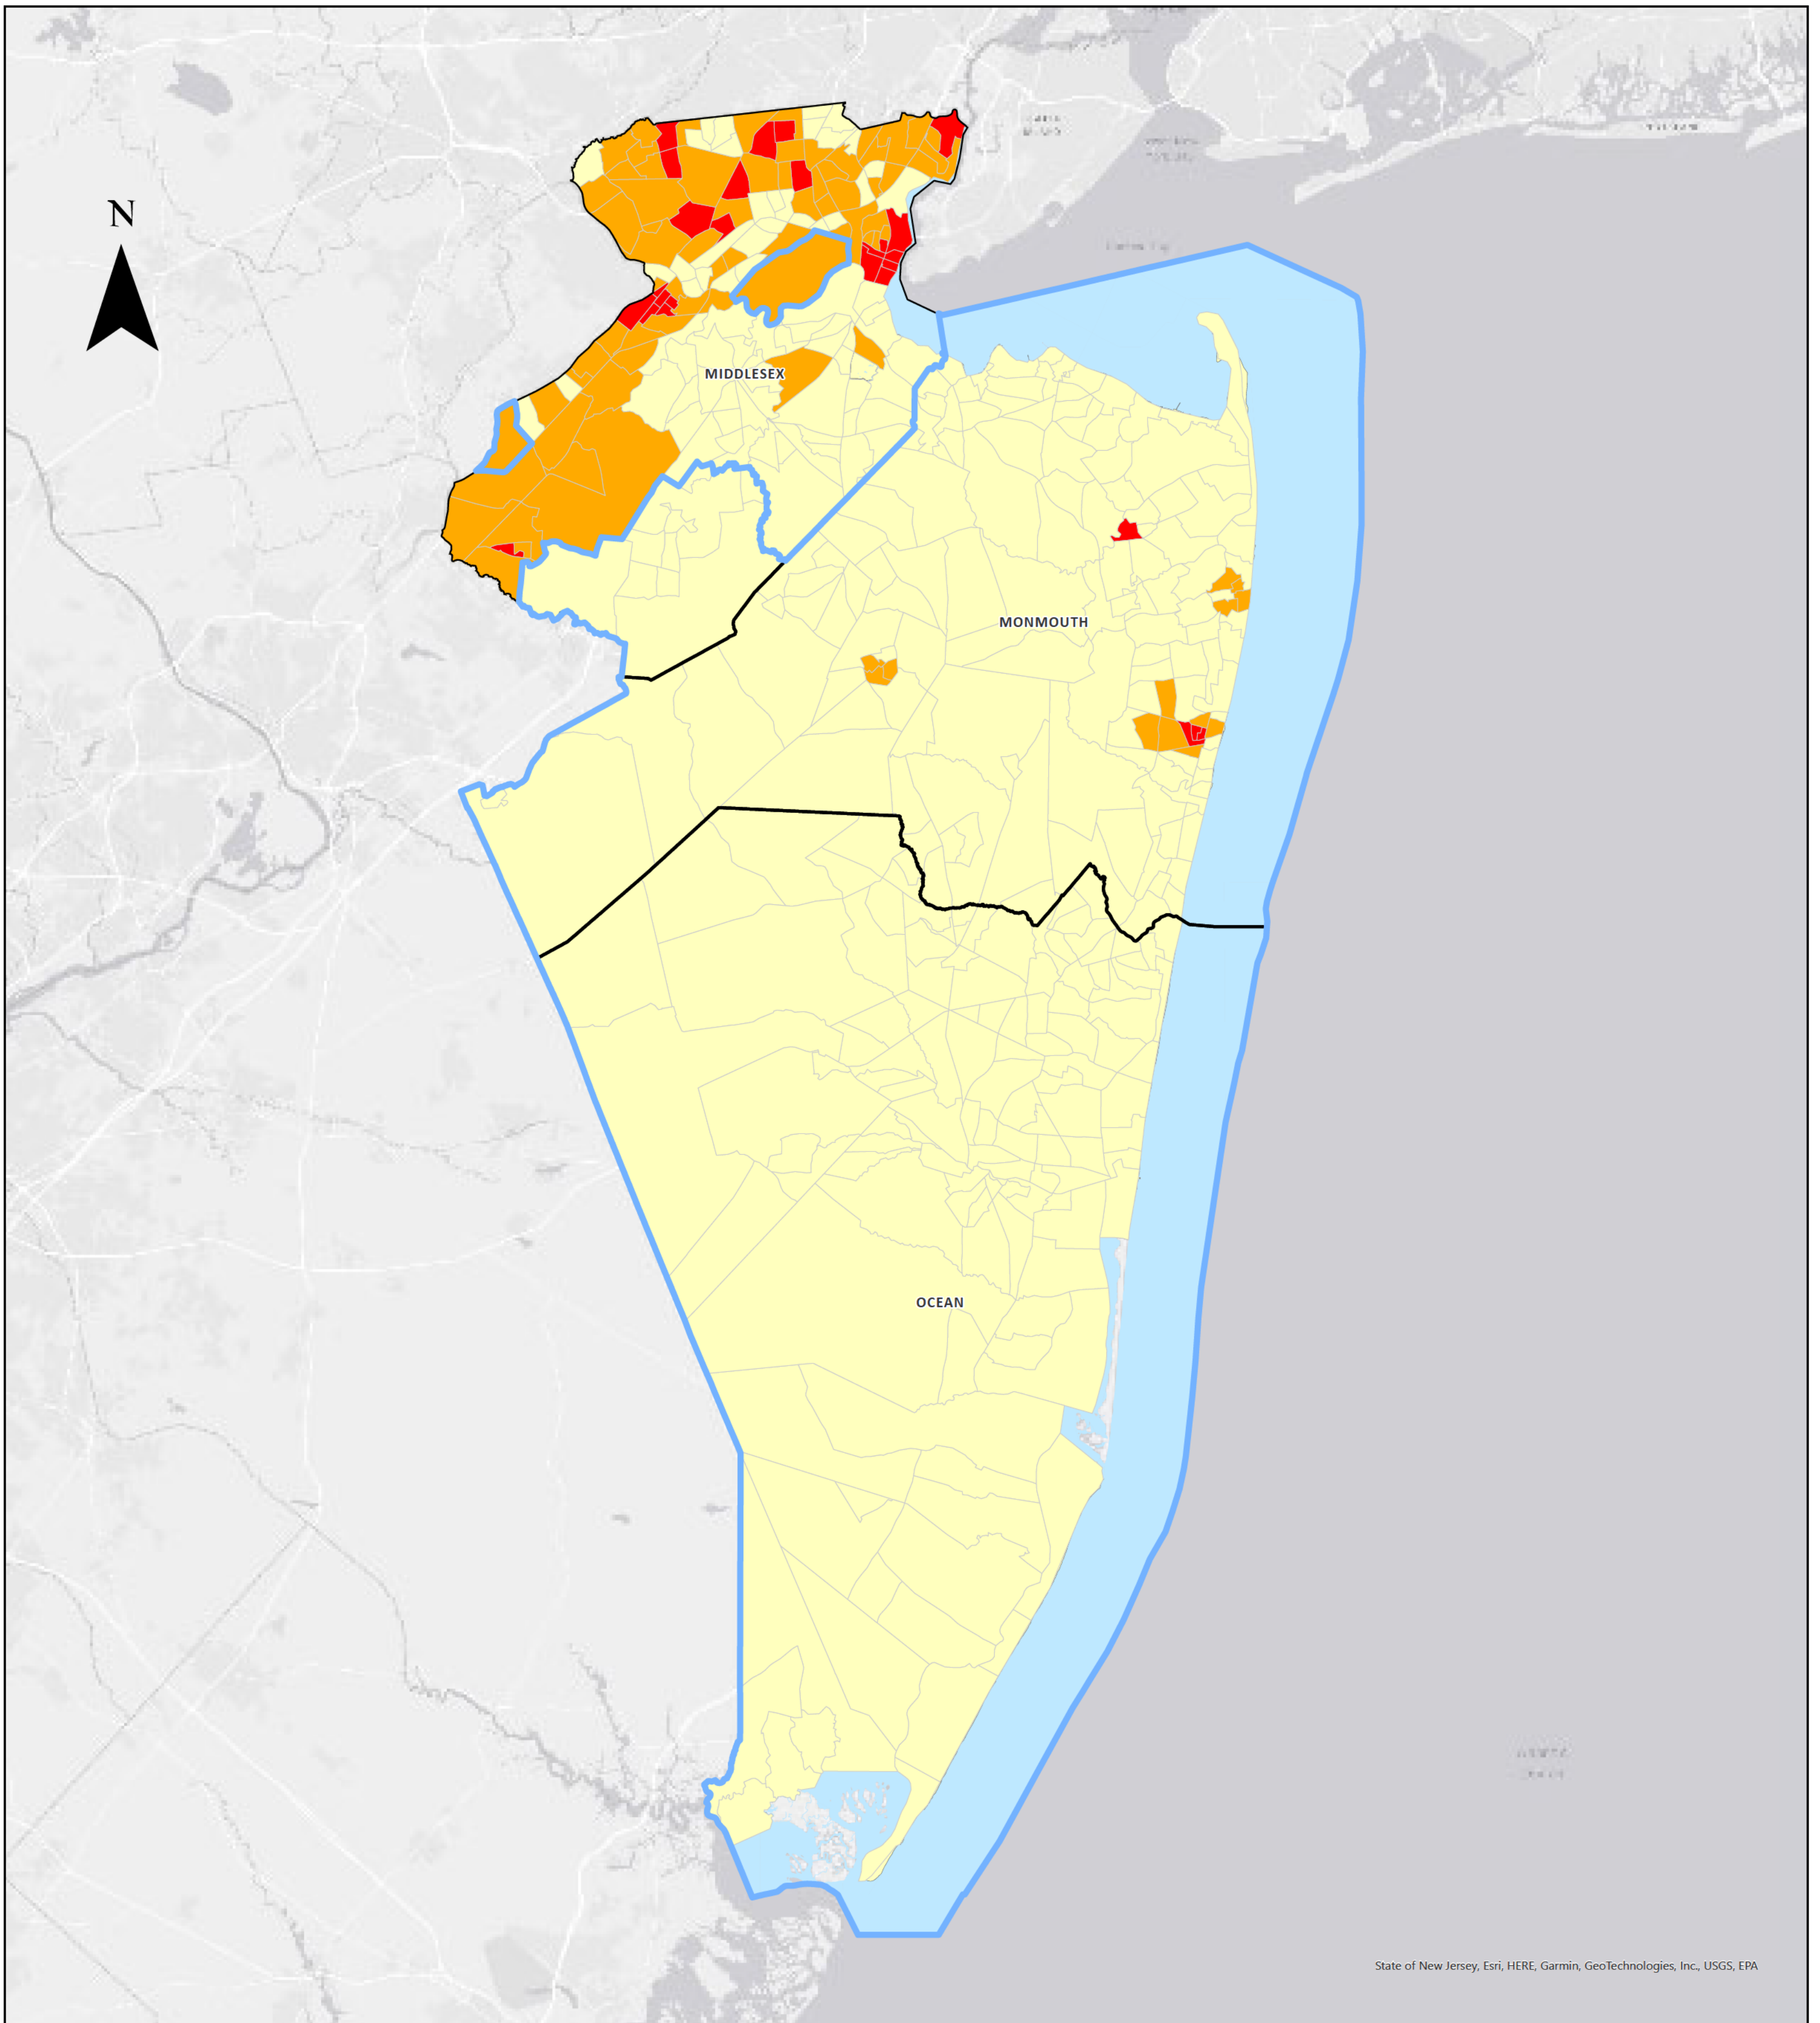 N
MIDDLESEX
MONMOUTH
OCEAN
State of New Jersey, Esri, HERE, Garmin, GeoTechnologies, Inc., USGS, EPA